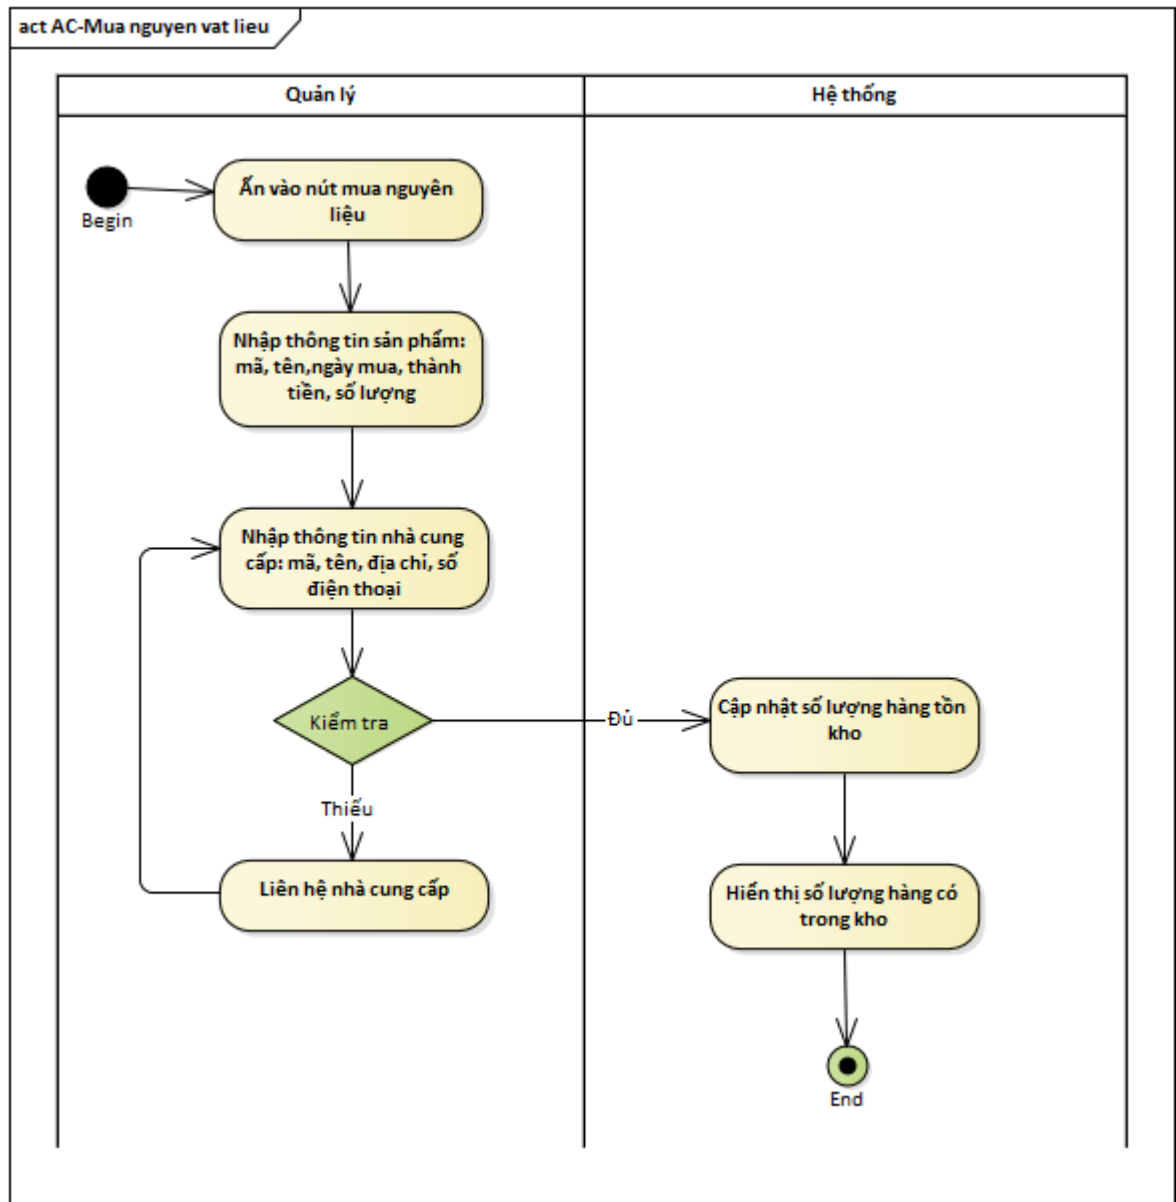 act AC-Mua nguyen vat lieu
Quản lý
Hệ thống
Begin
Ấn vào nút mua nguyên
liệu
Nhập thông tin sản phẩm:
mã, tên,ngày mua, thành
tiền, số lượng
Nhập thông tin nhà cung
cấp: mã, tên, địa chỉ, số
điện thoại
Kiểm tra
Đủ
Cập nhật số lượng hàng tồn
kho
Thiếu
Liên hệ nhà cung cấp
Hiển thị số lượng hàng có
trong kho
End